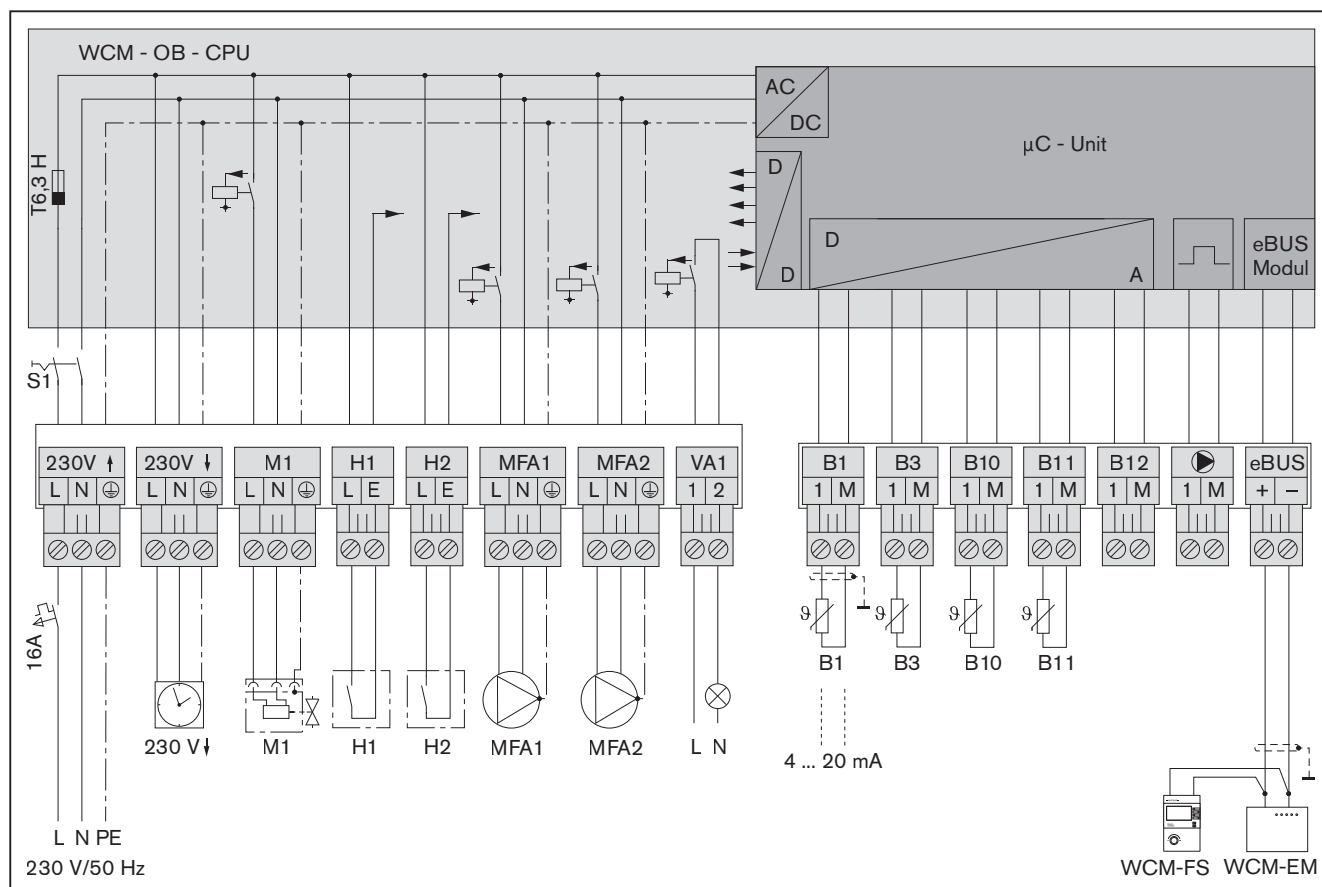 WCM - OB - CPU
AC
DC
µC - Unit
T6,3 H
D
D
D
A
eBUS
Modul
S1
230V
L N
230V
L N
M1
L N
H1
L E
H2
L E
MFA1
L N
MFA2
L N
VA1
1 2
B1
1 M
B3
1 M
B10
1 M
B11
1 M
B12
1 M
1 M
eBUS
+ −
16A
230 V
M1
H1
H2
MFA1
MFA2
L N
ϑ
ϑ
ϑ
ϑ
B1
B3
B10
B11
4 ... 20 mA
L N PE
230 V/50 Hz
WCM-FS
WCM-EM